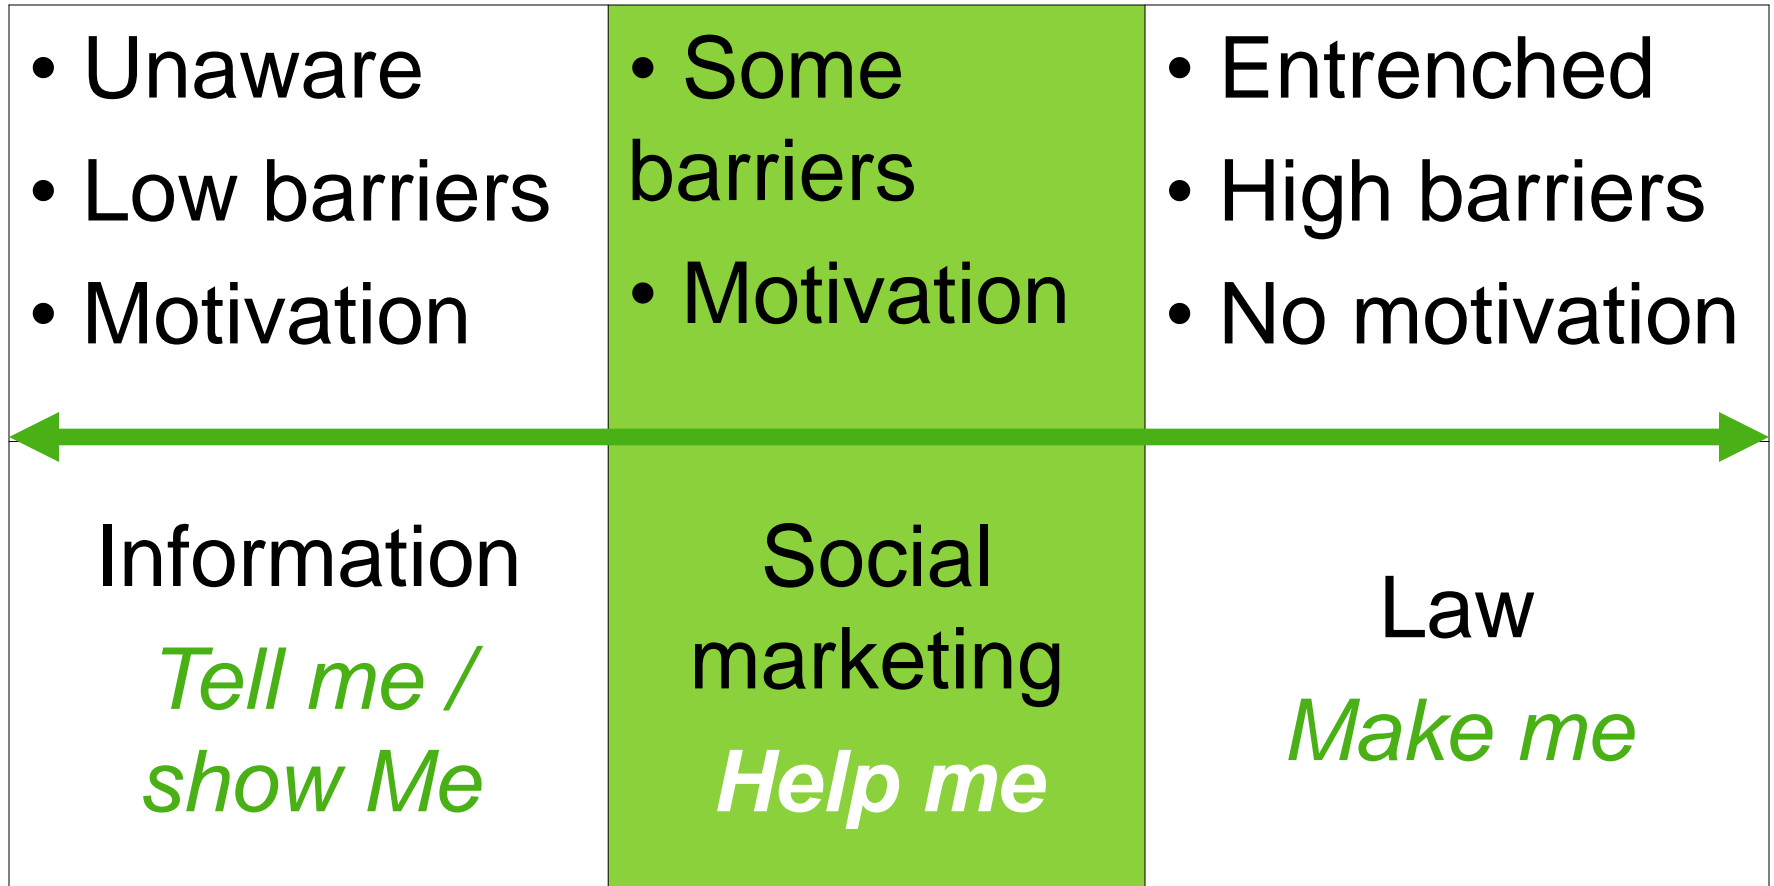 • Unaware
• Low barriers
• Motivation
• Some
barriers
• Motivation
• Entrenched
• High barriers
• No motivation
Information
Tell me /
show Me
Social
marketing
Help me
Law
Make me